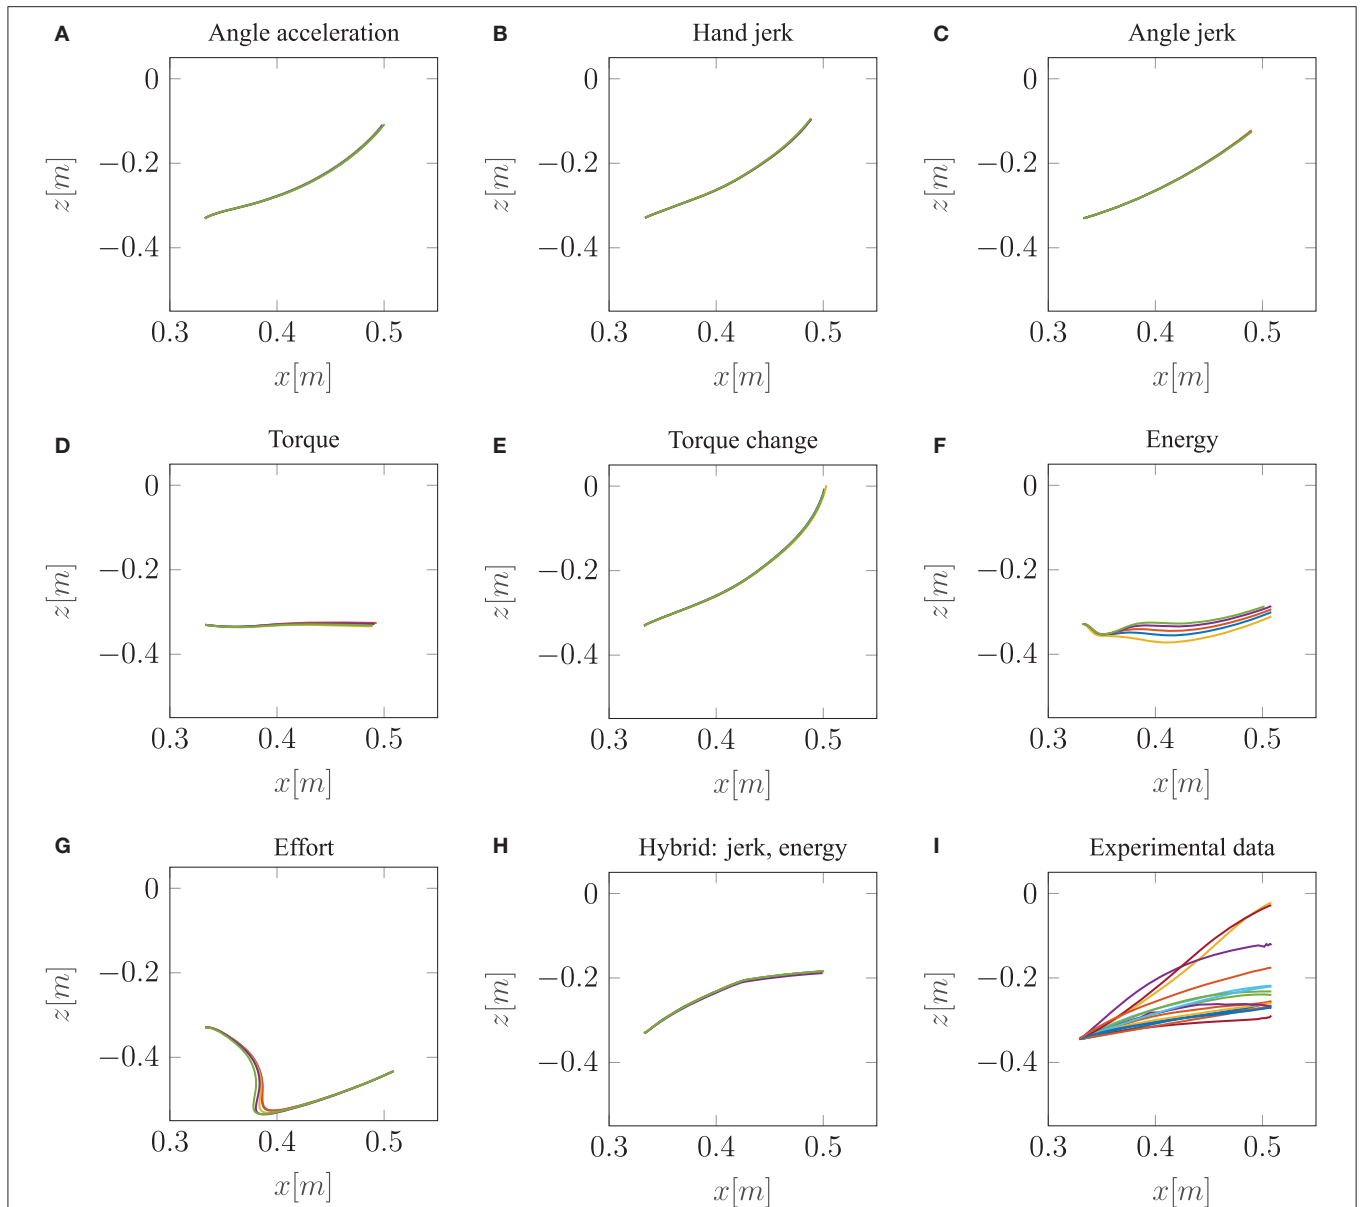 A Angle acceleration B Hand jerk C Angle jerk
0 0 0
−0.2 −0.2 −0.2
z[m] z[m] z[m]
−0.4 −0.4 −0.4
0.3 0.4 0.5 0.3 0.4 0.5 0.3 0.4 0.5
x[m] x[m] x[m]
D Torque E Torque change F Energy
0 0 0
−0.2 −0.2 −0.2
z[m] z[m] z[m]
−0.4 −0.4 −0.4
0.3 0.4 0.5 0.3 0.4 0.5 0.3 0.4 0.5
x[m] x[m] x[m]
G Effort H Hybrid: jerk, energy I Experimental data
0 0 0
−0.2 −0.2 −0.2
z[m] z[m] z[m]
−0.4 −0.4 −0.4
0.3 0.4 0.5 0.3 0.4 0.5 0.3 0.4 0.5
x[m] x[m] x[m]